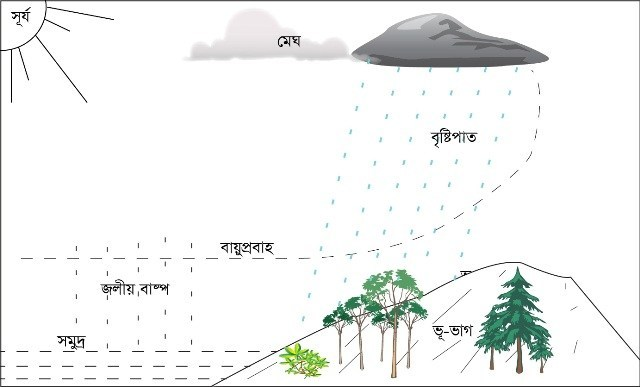 সূর্য
মেঘ
বৃষ্টিপাত
বায়ুপ্রবাহ
জলীয় বাষ্প
সমুদ্র
ভূ-ভাগ